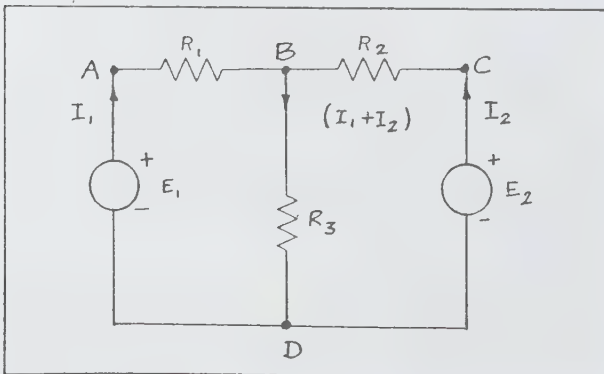 R₁ B R₂
A C
I₁ (I₁+I₂) I₂
+ +
E₁ E₂
- -
R₃
D